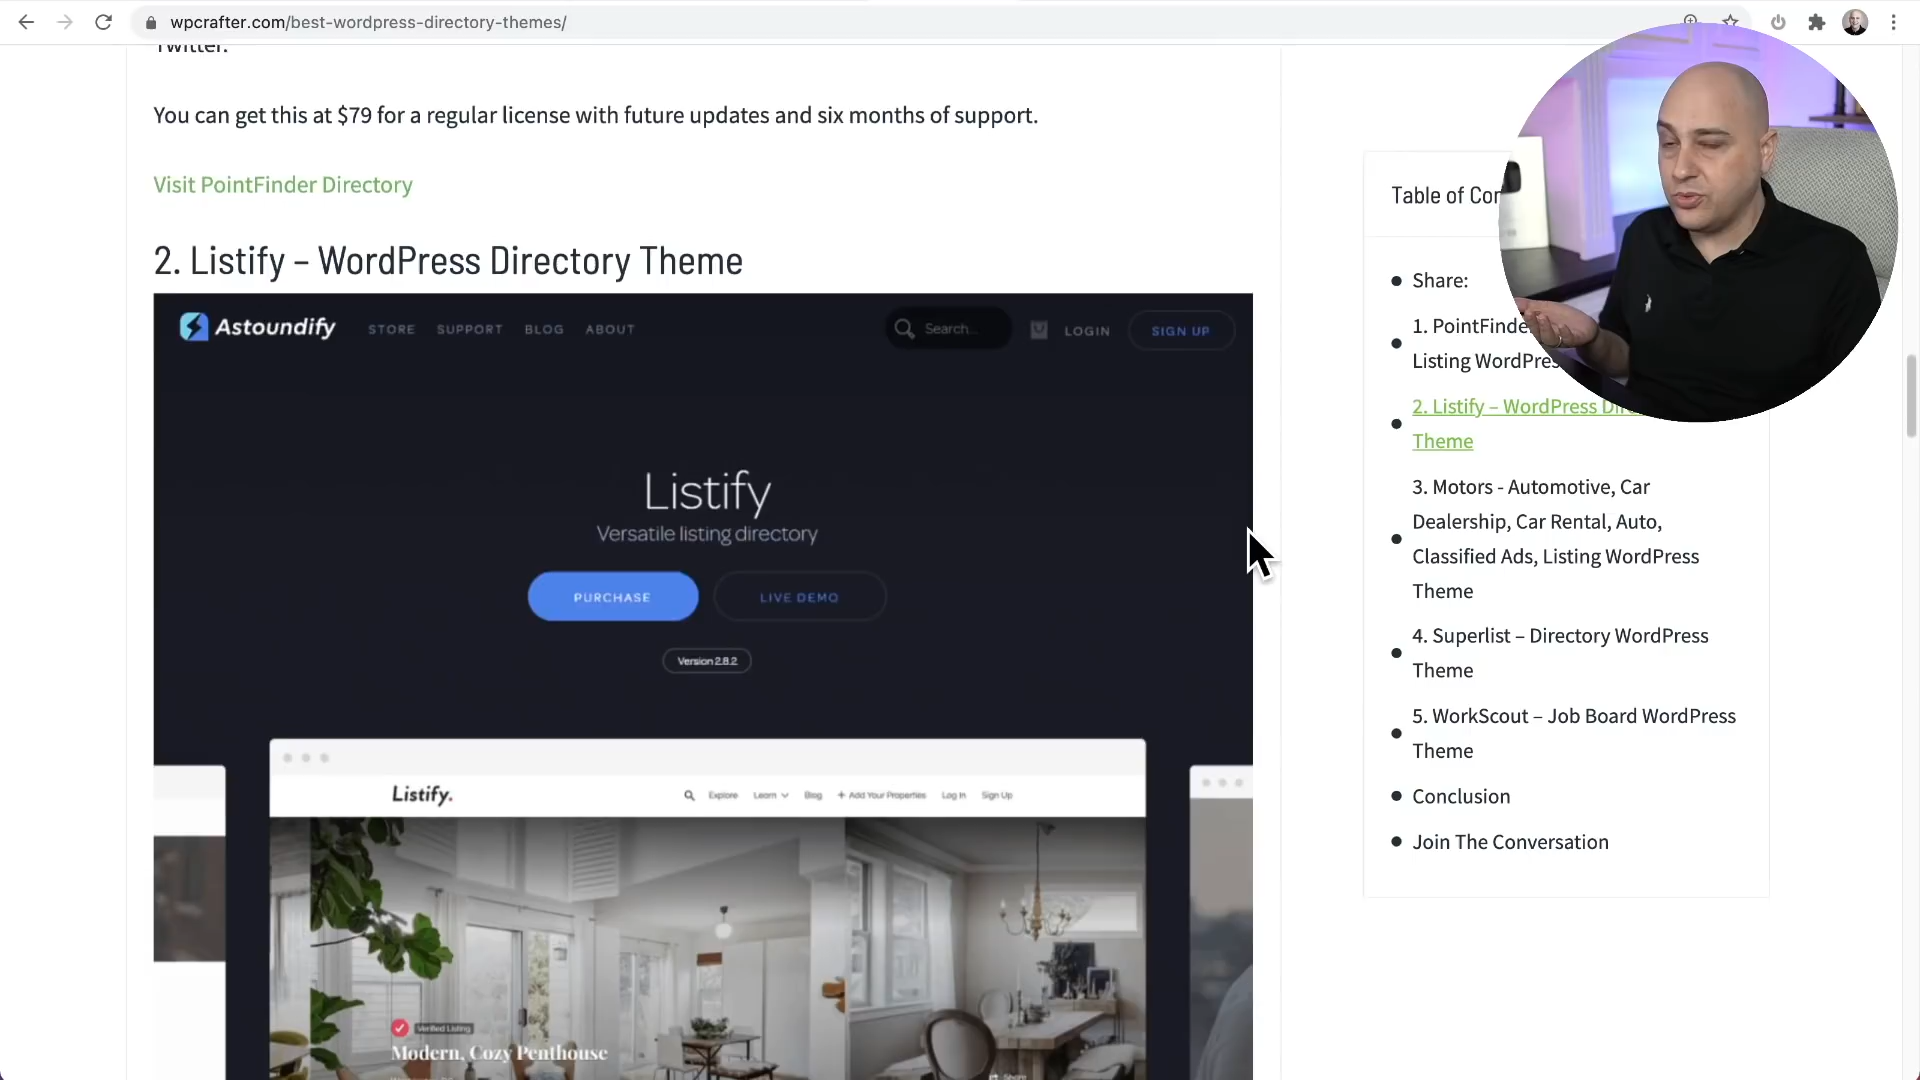 wpcrafter.com/best-wordpress-directory-themes/
Twitter.
You can get this at $79 for a regular license with future updates and six months of support.
Visit PointFinder Directory
2. Listify – WordPress Directory Theme
Astoundify STORE SUPPORT BLOG ABOUT Search... LOGIN SIGN UP
Listify
Versatile listing directory
PURCHASE LIVE DEMO
Version 2.8.2
Listify. Explore Learn Blog + Add Your Properties Log In Sign Up
Verified Listing
Modern, Cozy Penthouse
Share
Table of Con
Share:
1. PointFinde
Listing WordPres
2. Listify – WordPress Dir
Theme
3. Motors - Automotive, Car
Dealership, Car Rental, Auto,
Classified Ads, Listing WordPress
Theme
4. Superlist – Directory WordPress
Theme
5. WorkScout – Job Board WordPress
Theme
Conclusion
Join The Conversation